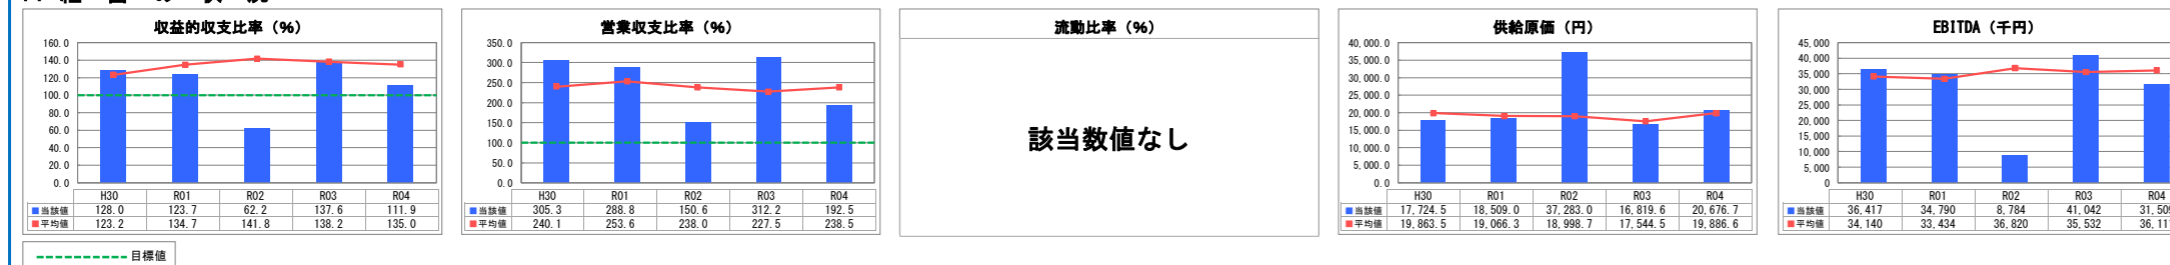 収益的収支比率（%）
160.0
140.0
120.0
100.0
80.0
60.0
40.0
20.0
0.0
H30 R01 R02 R03 R04
当該値 128.0 123.7 62.2 137.6 111.9
平均値 123.2 134.7 141.8 138.2 135.0
営業収支比率（%）
350.0
300.0
250.0
200.0
150.0
100.0
50.0
0.0
H30 R01 R02 R03 R04
当該値 305.3 288.8 150.6 312.2 192.5
平均値 240.1 253.6 238.0 227.5 238.5
流動比率（%）
該当数値なし
供給原価（円）
40,000.0
35,000.0
30,000.0
25,000.0
20,000.0
15,000.0
10,000.0
5,000.0
0.0
H30 R01 R02 R03 R04
当該値 17,724.5 18,509.0 37,283.0 16,819.6 20,676.7
平均値 19,863.5 19,066.3 18,998.7 17,544.5 19,886.6
EBITDA（千円）
45,000
40,000
35,000
30,000
25,000
20,000
15,000
10,000
5,000
0
H30 R01 R02 R03 R04
当該値 36,417 34,790 8,784 41,042
平均値 34,140 33,434 36,820 35,532
目標値